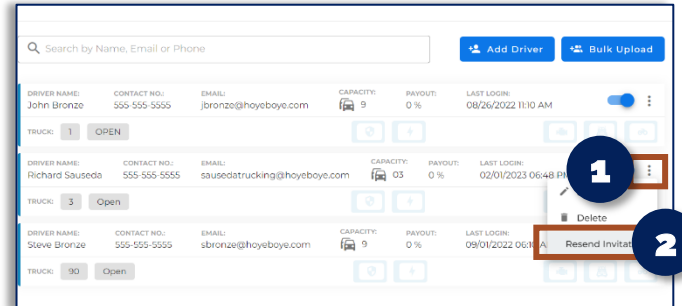 Search by Name, Email or Phone
Add Driver
Bulk Upload
DRIVER NAME: CONTACT NO.: EMAIL: CAPACITY: PAYOUT: LAST LOGIN:
John Bronze 555-555-5555 jbronze@hoyeboye.com 9 0 % 08/26/2022 11:10 AM
TRUCK: 1 OPEN
DRIVER NAME: CONTACT NO.: EMAIL: CAPACITY: PAYOUT: LAST LOGIN:
Richard Sauseda 555-555-5555 sausedatrucking@hoyeboye.com 03 0 % 02/01/2023 06:48 PM
1
TRUCK: 3 Open
Delete
DRIVER NAME: CONTACT NO.: EMAIL: CAPACITY: PAYOUT: LAST LOGIN:
Steve Bronze 555-555-5555 sbronze@hoyeboye.com 9 0 % 09/01/2022 06:10 A
Resend Invitat
2
TRUCK: 90 Open